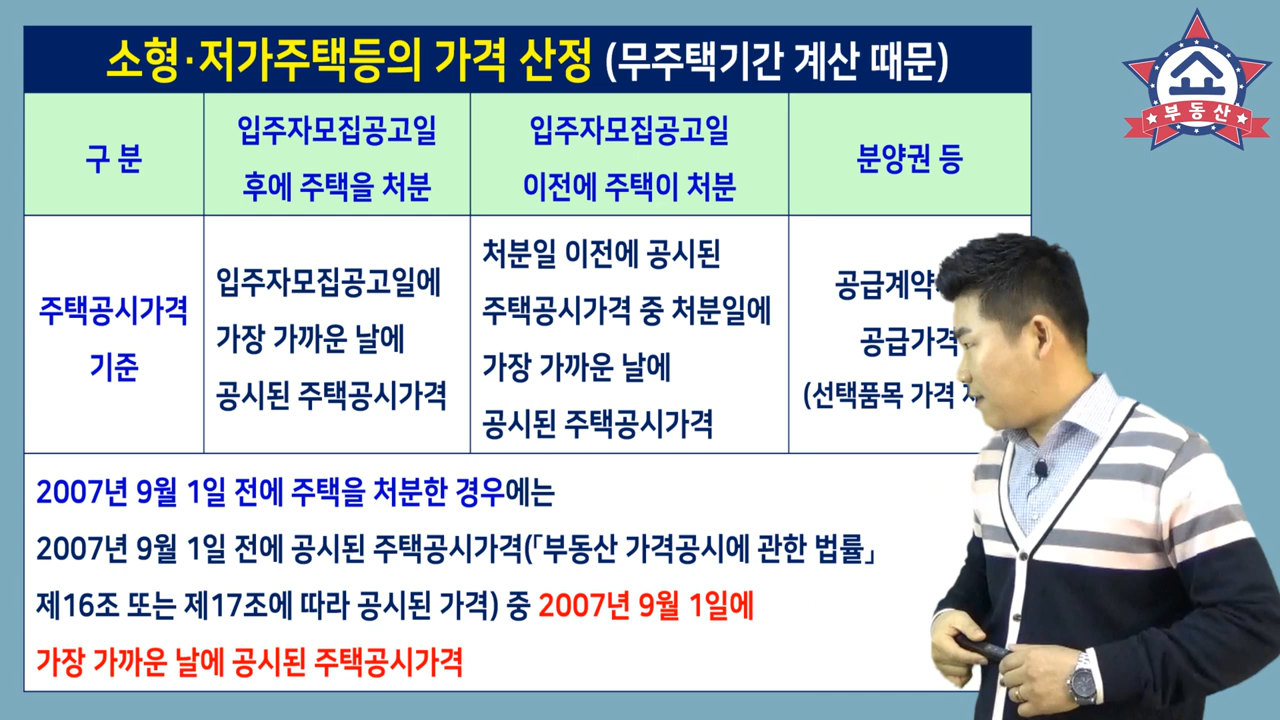 소형·저가주택등의 가격 산정 (무주택기간 계산 때문)
구 분
입주자모집공고일
후에 주택을 처분
입주자모집공고일
이전에 주택이 처분
분양권 등
주택공시가격
기준
입주자모집공고일에
가장 가까운 날에
공시된 주택공시가격
처분일 이전에 공시된
주택공시가격 중 처분일에
가장 가까운 날에
공시된 주택공시가격
공급계약
공급가격
(선택품목 가격
2007년 9월 1일 전에 주택을 처분한 경우에는
2007년 9월 1일 전에 공시된 주택공시가격(「부동산 가격공시에 관한 법률」
제16조 또는 제17조에 따라 공시된 가격) 중 2007년 9월 1일에
가장 가까운 날에 공시된 주택공시가격
쇼
부동산